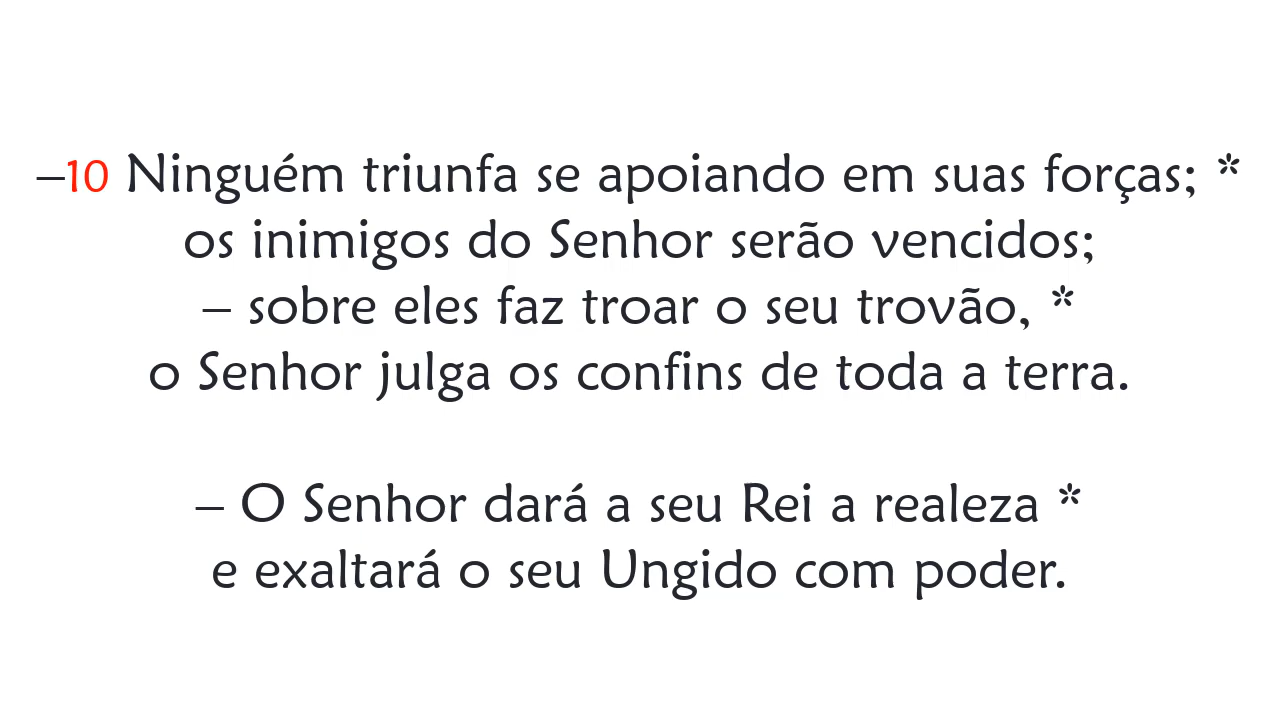 –10 Ninguém triunfa se apoiando em suas forças; *
os inimigos do Senhor serão vencidos;
– sobre eles faz troar o seu trovão, *
o Senhor julga os confins de toda a terra.
– O Senhor dará a seu Rei a realeza *
e exaltará o seu Ungido com poder.